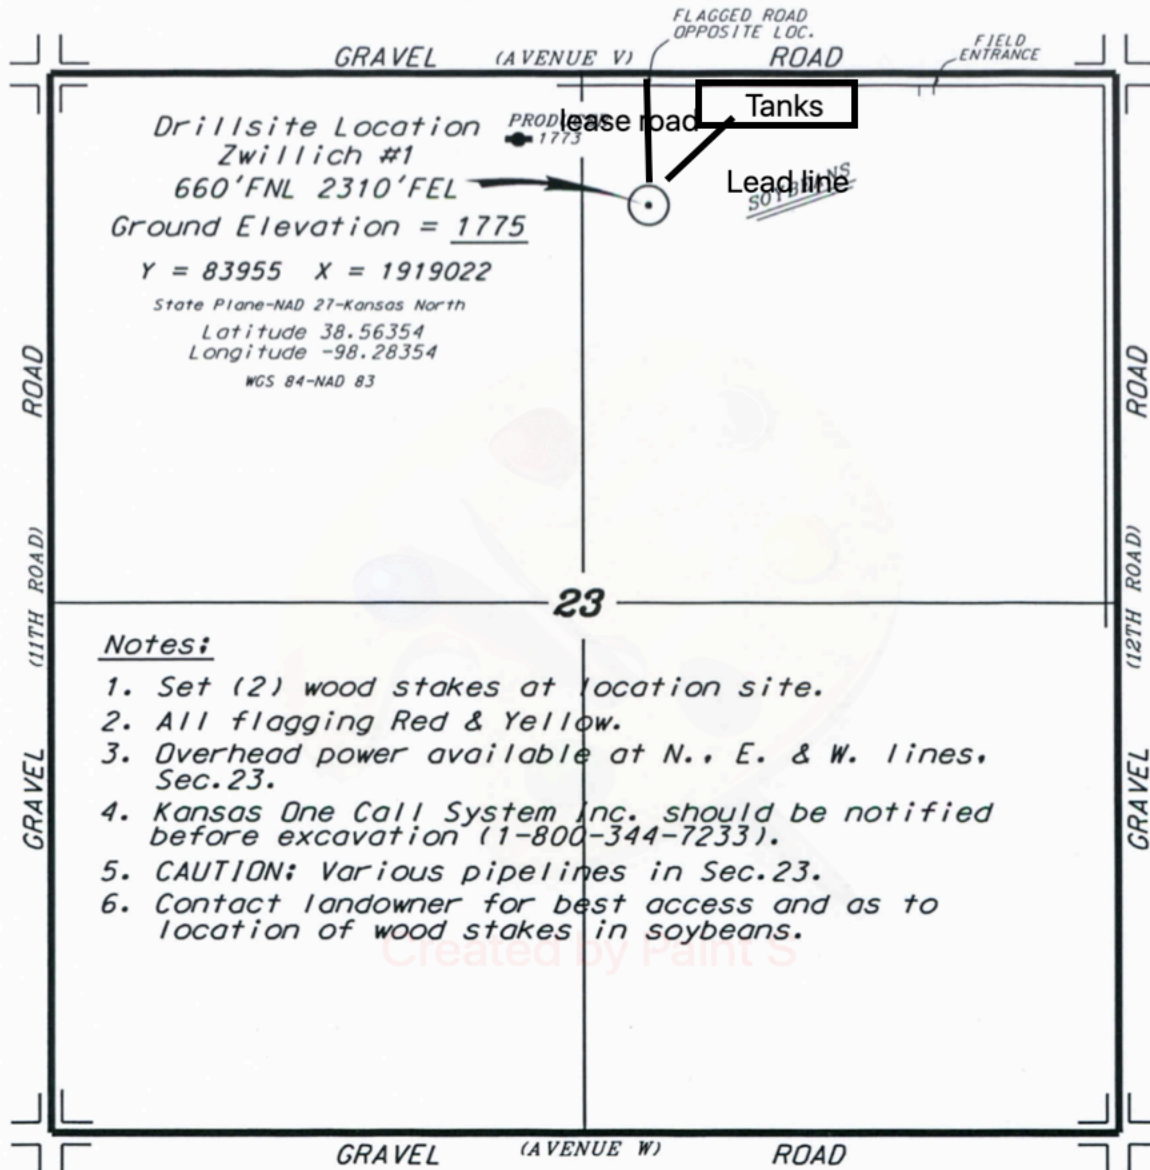 FLAGGED ROAD
OPPOSITE LOC.
FIELD
ENTRANCE
GRAVEL (AVENUE V) ROAD
Tanks
lease road
1773
Lead line
SOYBEANS
Drillsite Location
Zwillich #1
660'FNL 2310'FEL
Ground Elevation = 1775
Y = 83955 X = 1919022
State Plane-NAD 27-Kansas North
Latitude 38.56354
Longitude -98.28354
WGS 84-NAD 83
ROAD
(11TH ROAD)
GRAVEL
ROAD
(12TH ROAD)
GRAVEL
23
Notes:
1. Set (2) wood stakes at location site.
2. All flagging Red & Yellow.
3. Overhead power available at N., E. & W. lines,
Sec.23.
4. Kansas One Call System Inc. should be notified
before excavation (1-800-344-7233).
5. CAUTION: Various pipelines in Sec.23.
6. Contact landowner for best access and as to
location of wood stakes in soybeans.
Created by Paint S
GRAVEL (AVENUE W) ROAD